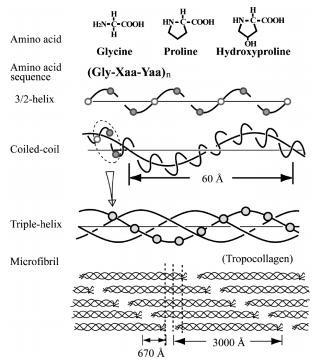 H
H₂N-C-COOH
H
HN COOH
HN COOH
OH
Amino acid
Glycine Proline Hydroxyproline
Amino acid
sequence
(Gly-Xaa-Yaa)n
3/2-helix
Coiled-coil
60 Å
Triple-helix
Microfibril
(Tropocollagen)
670 Å
3000 Å